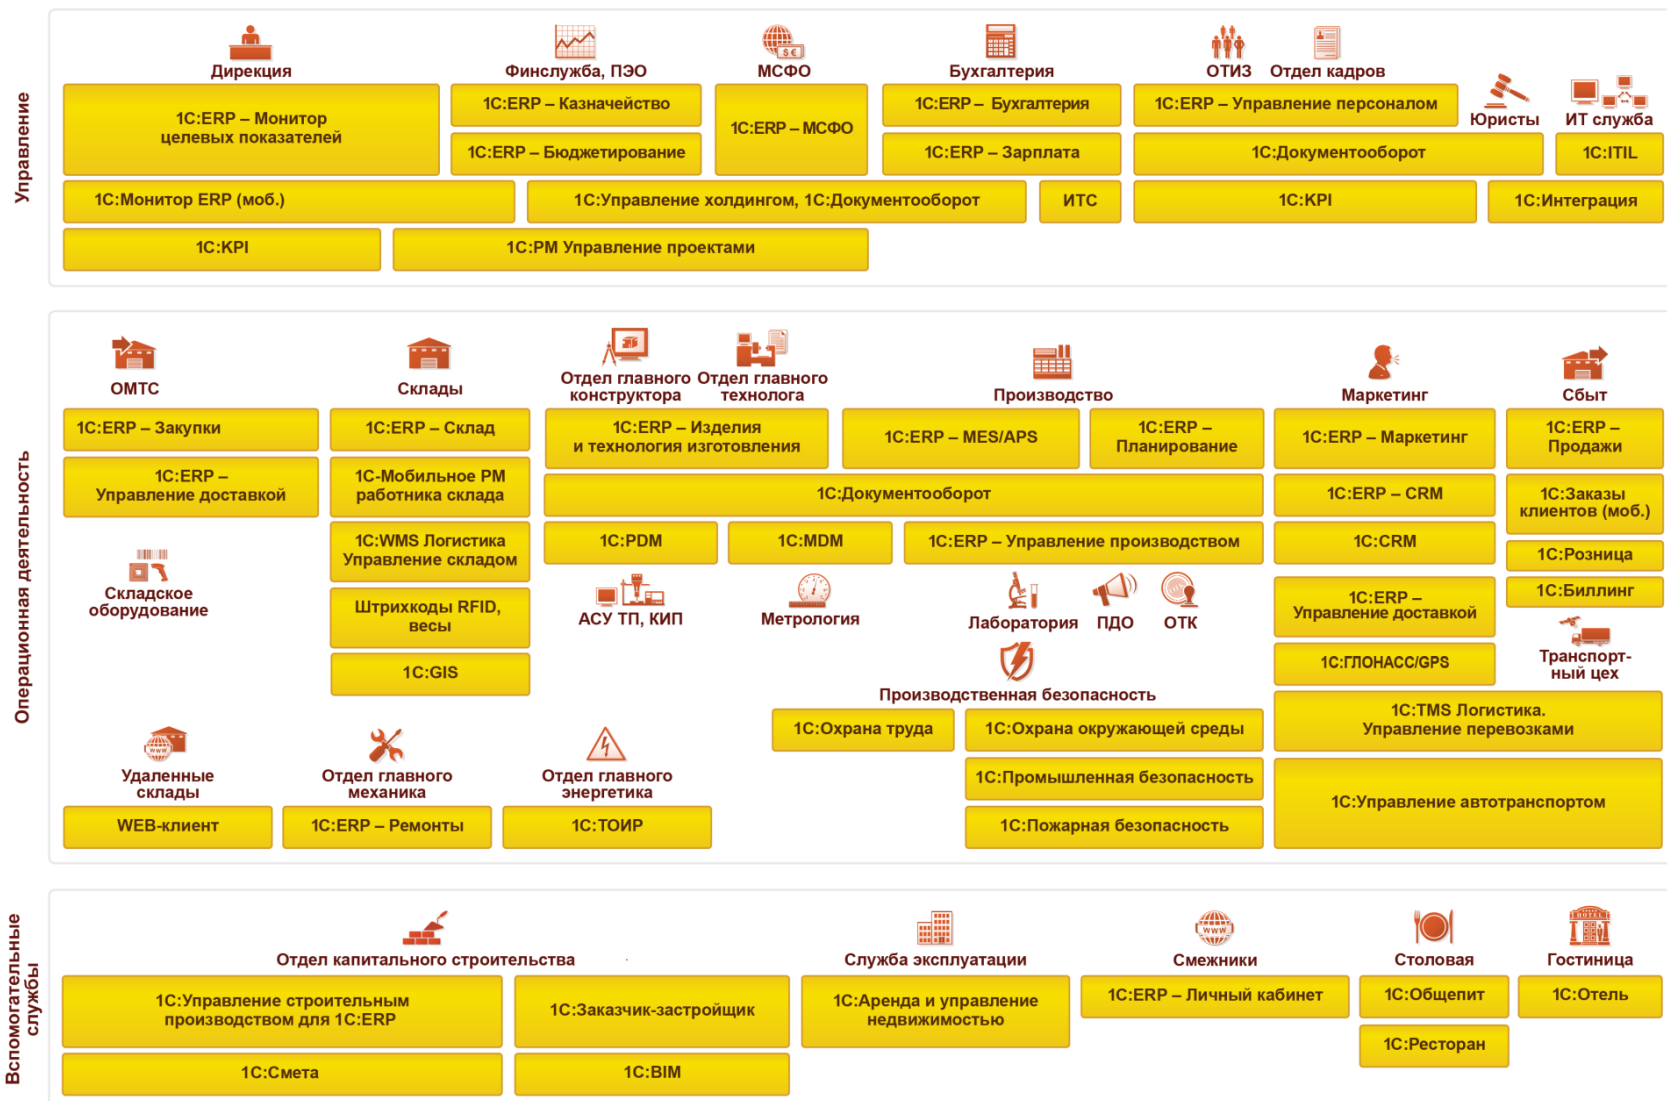 Управление
Дирекция
Финслужба, ПЭО
МСФО
$ €
Бухгалтерия
ОТИЗ
Отдел кадров
Юристы
ИТ служба
1С:ERP – Монитор
целевых показателей
1С:ERP – Казначейство
1С:ERP – Бюджетирование
1С:ERP – МСФО
1С:ERP – Бухгалтерия
1С:ERP – Зарплата
1С:ERP – Управление персоналом
1С:Документооборот
1С:ITIL
1С:Монитор ERP (моб.)
1С:Управление холдингом, 1С:Документооборот
ИТС
1С:KPI
1С:Интеграция
1С:KPI
1С:PM Управление проектами
Операционная деятельность
ОМТС
1С:ERP – Закупки
1С:ERP –
Управление доставкой
Складское
оборудование
Склады
1С:ERP – Склад
1С-Мобильное РМ
работника склада
1С:WMS Логистика
Управление складом
Штрихкоды RFID,
весы
1С:GIS
Отдел главного
конструктора
Отдел главного
технолога
Производство
1С:ERP – Изделия
и технология изготовления
1С:ERP – MES/APS
1С:ERP –
Планирование
1С:Документооборот
1С:PDM
1С:MDM
1С:ERP – Управление производством
АСУ ТП, КИП
Метрология
Лаборатория
ПДО
ОТК
Производственная безопасность
1С:Охрана труда
1С:Охрана окружающей среды
1С:Промышленная безопасность
1С:Пожарная безопасность
Маркетинг
1С:ERP – Маркетинг
1С:ERP – CRM
1С:CRM
1С:ERP –
Управление доставкой
1С:ГЛОНАСС/GPS
Сбыт
1С:ERP –
Продажи
1С:Заказы
клиентов (моб.)
1С:Розница
1С:Биллинг
Транспорт-
ный цех
1С:TMS Логистика.
Управление перевозками
1С:Управление автотранспортом
www
Удаленные
склады
WEB-клиент
Отдел главного
механика
1С:ERP – Ремонты
Отдел главного
энергетика
1С:ТОИР
Вспомогательные
службы
Отдел капитального строительства
1С:Управление строительным
производством для 1С:ERP
1С:Заказчик-застройщик
1С:Смета
1С:BIM
Служба эксплуатации
1С:Аренда и управление
недвижимостью
www
Смежники
1С:ERP – Личный кабинет
Столовая
1С:Общепит
1С:Ресторан
HOTEL
Гостиница
1С:Отель